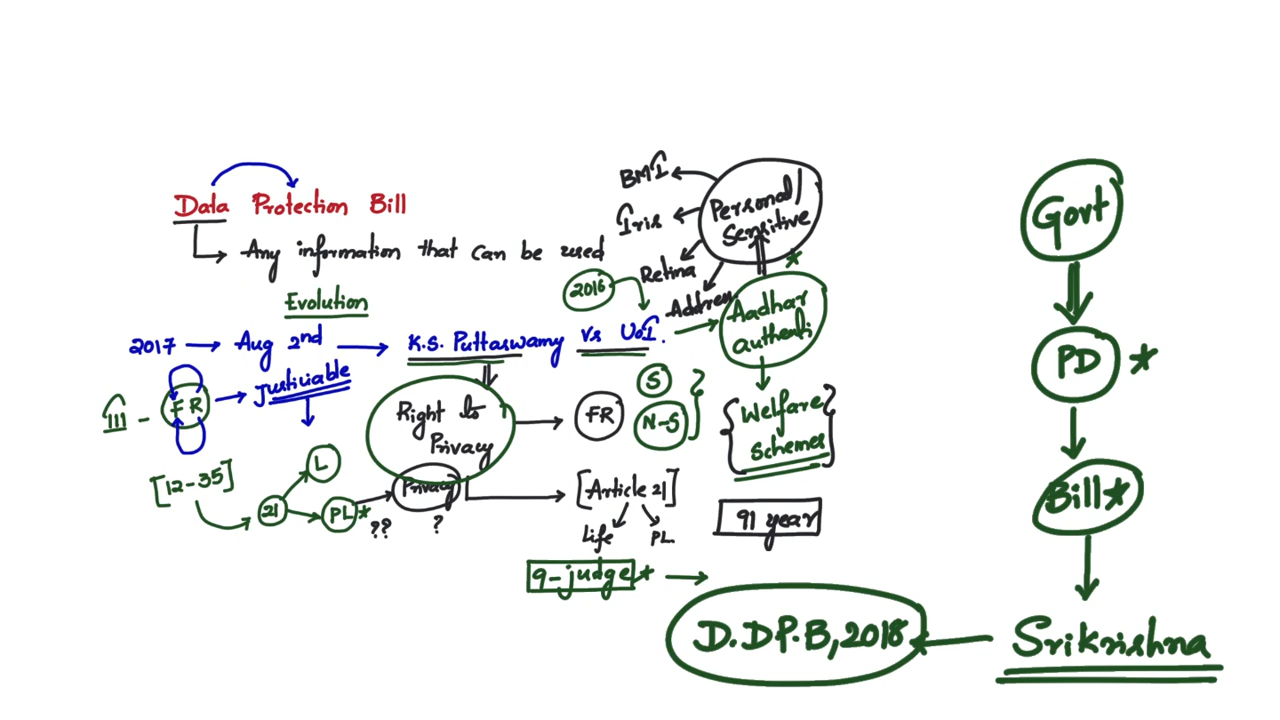 Data Protection Bill
Any information that can be used
Evolution
2017 → Aug 2nd → K.S. Puttaswamy vs UoI.
2016
III - FR → Justiciable
[12-35]
21
L
PL*
??
Right to
Privacy
Privacy
?
FR
S
N-S
[Article 21]
Life
PL
9-judge* →
BMI
Iris
Retina
Address
Personal/
Sensitive
*
Aadhar
authenti
{Welfare
Schemes}
91 year
Govt
PD *
Bill*
Srikrishna
D.DP.B,2018